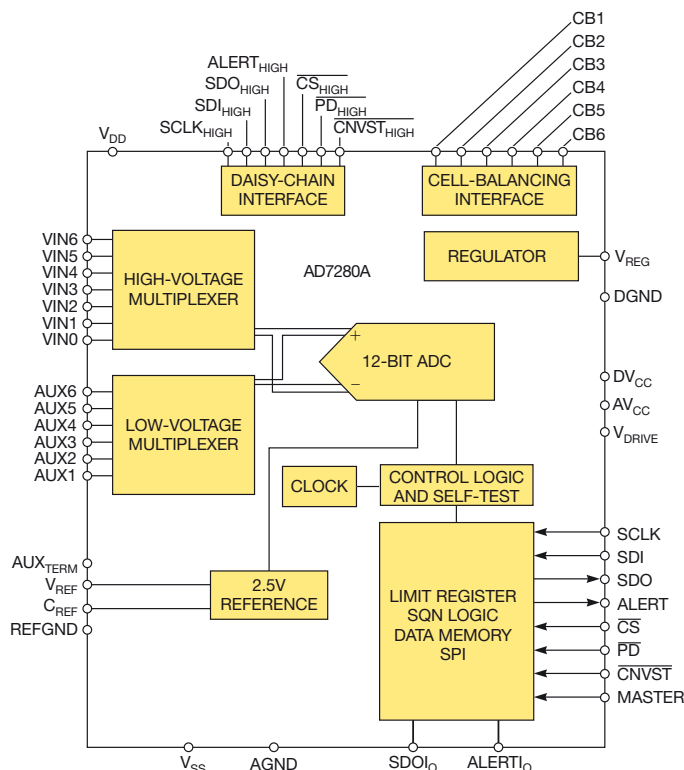 CB1
CB2
CB3
CB4
CB5
CB6
ALERTHIGH
SDOHIGH
CSHIGH
SDIHIGH
PDHIGH
SCLKHIGH
CNVSTHIGH
VDD
DAISY-CHAIN
INTERFACE
CELL-BALANCING
INTERFACE
VIN6
VIN5
VIN4
VIN3
VIN2
VIN1
VIN0
HIGH-VOLTAGE
MULTIPLEXER
AD7280A
REGULATOR
VREG
DGND
+
12-BIT ADC
−
DVCC
AVCC
VDRIVE
AUX6
AUX5
AUX4
AUX3
AUX2
AUX1
LOW-VOLTAGE
MULTIPLEXER
CLOCK
CONTROL LOGIC
AND SELF-TEST
AUXTERM
VREF
CREF
REFGND
2.5V
REFERENCE
LIMIT REGISTER
SQN LOGIC
DATA MEMORY
SPI
SCLK
SDI
SDO
ALERT
CS
PD
CNVST
MASTER
VSS
AGND
SDOIO
ALERTIO